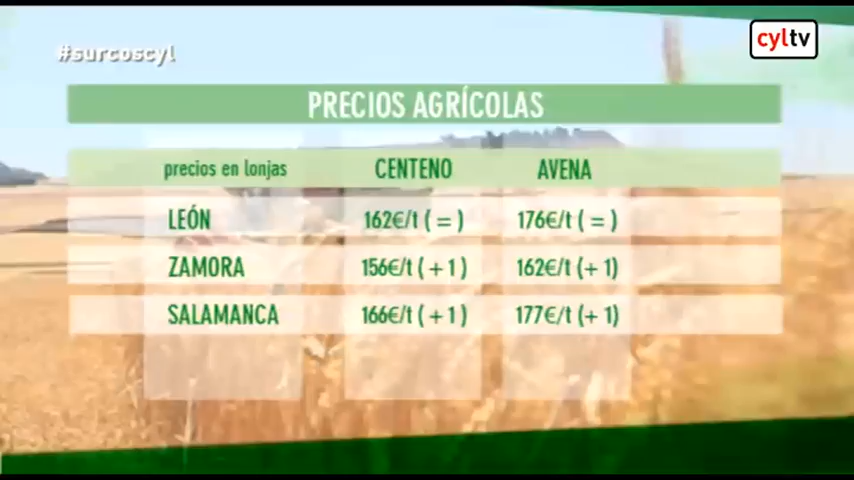 #surcoscyl
cyltv
PRECIOS AGRÍCOLAS
precios en lonjas CENTENO AVENA
LEÓN 162€/t ( = ) 176€/t ( = )
ZAMORA 156€/t ( +1 ) 162€/t (+ 1)
SALAMANCA 166€/t ( +1 ) 177€/t (+ 1)